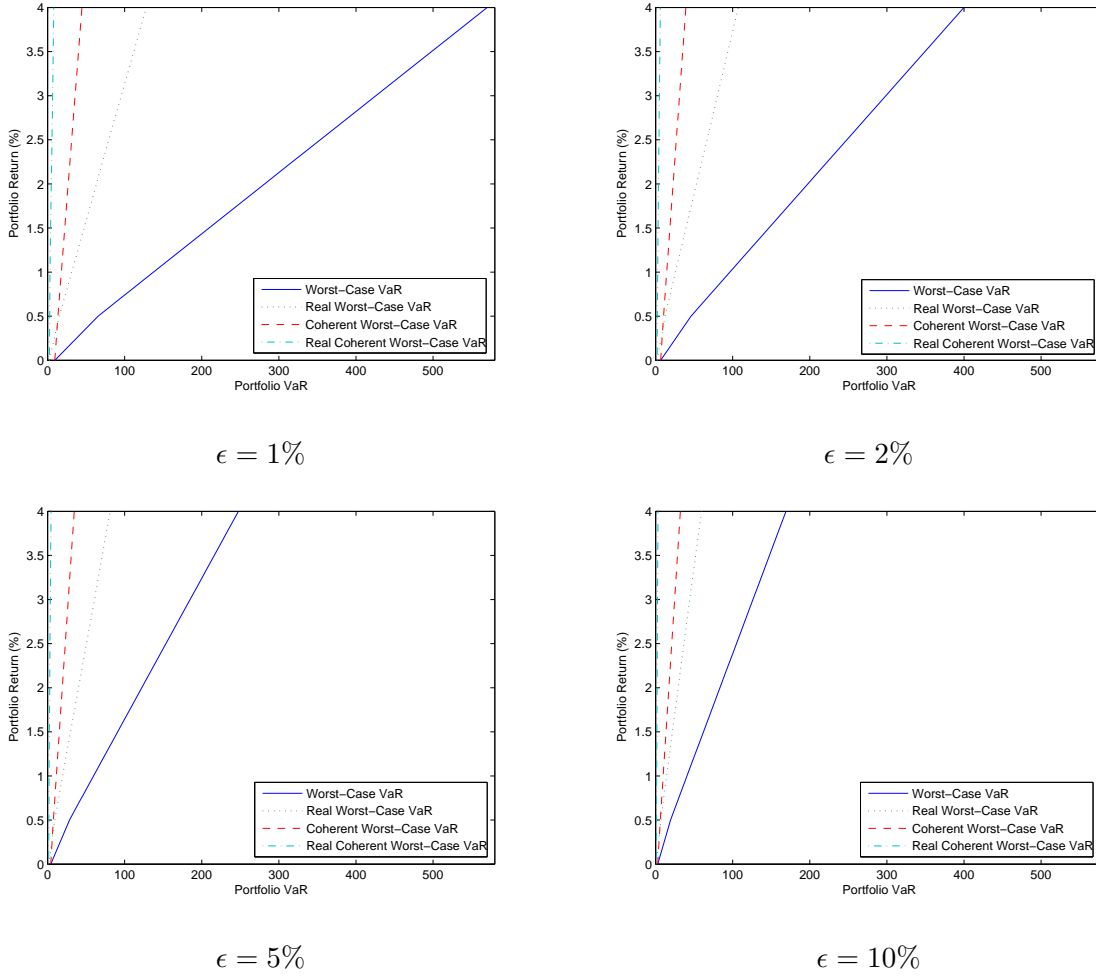 4
3.5
3
2.5
2
1.5
1
0.5
0
Portfolio Return (%)
0 100 200 300 400 500
Portfolio VaR
Worst−Case VaR
Real Worst−Case VaR
Coherent Worst−Case VaR
Real Coherent Worst−Case VaR
ϵ = 1%
4
3.5
3
2.5
2
1.5
1
0.5
0
Portfolio Return (%)
0 100 200 300 400 500
Portfolio VaR
Worst−Case VaR
Real Worst−Case VaR
Coherent Worst−Case VaR
Real Coherent Worst−Case VaR
ϵ = 2%
4
3.5
3
2.5
2
1.5
1
0.5
0
Portfolio Return (%)
0 100 200 300 400 500
Portfolio VaR
Worst−Case VaR
Real Worst−Case VaR
Coherent Worst−Case VaR
Real Coherent Worst−Case VaR
ϵ = 5%
4
3.5
3
2.5
2
1.5
1
0.5
0
Portfolio Return (%)
0 100 200 300 400 500
Portfolio VaR
Worst−Case VaR
Real Worst−Case VaR
Coherent Worst−Case VaR
Real Coherent Worst−Case VaR
ϵ = 10%